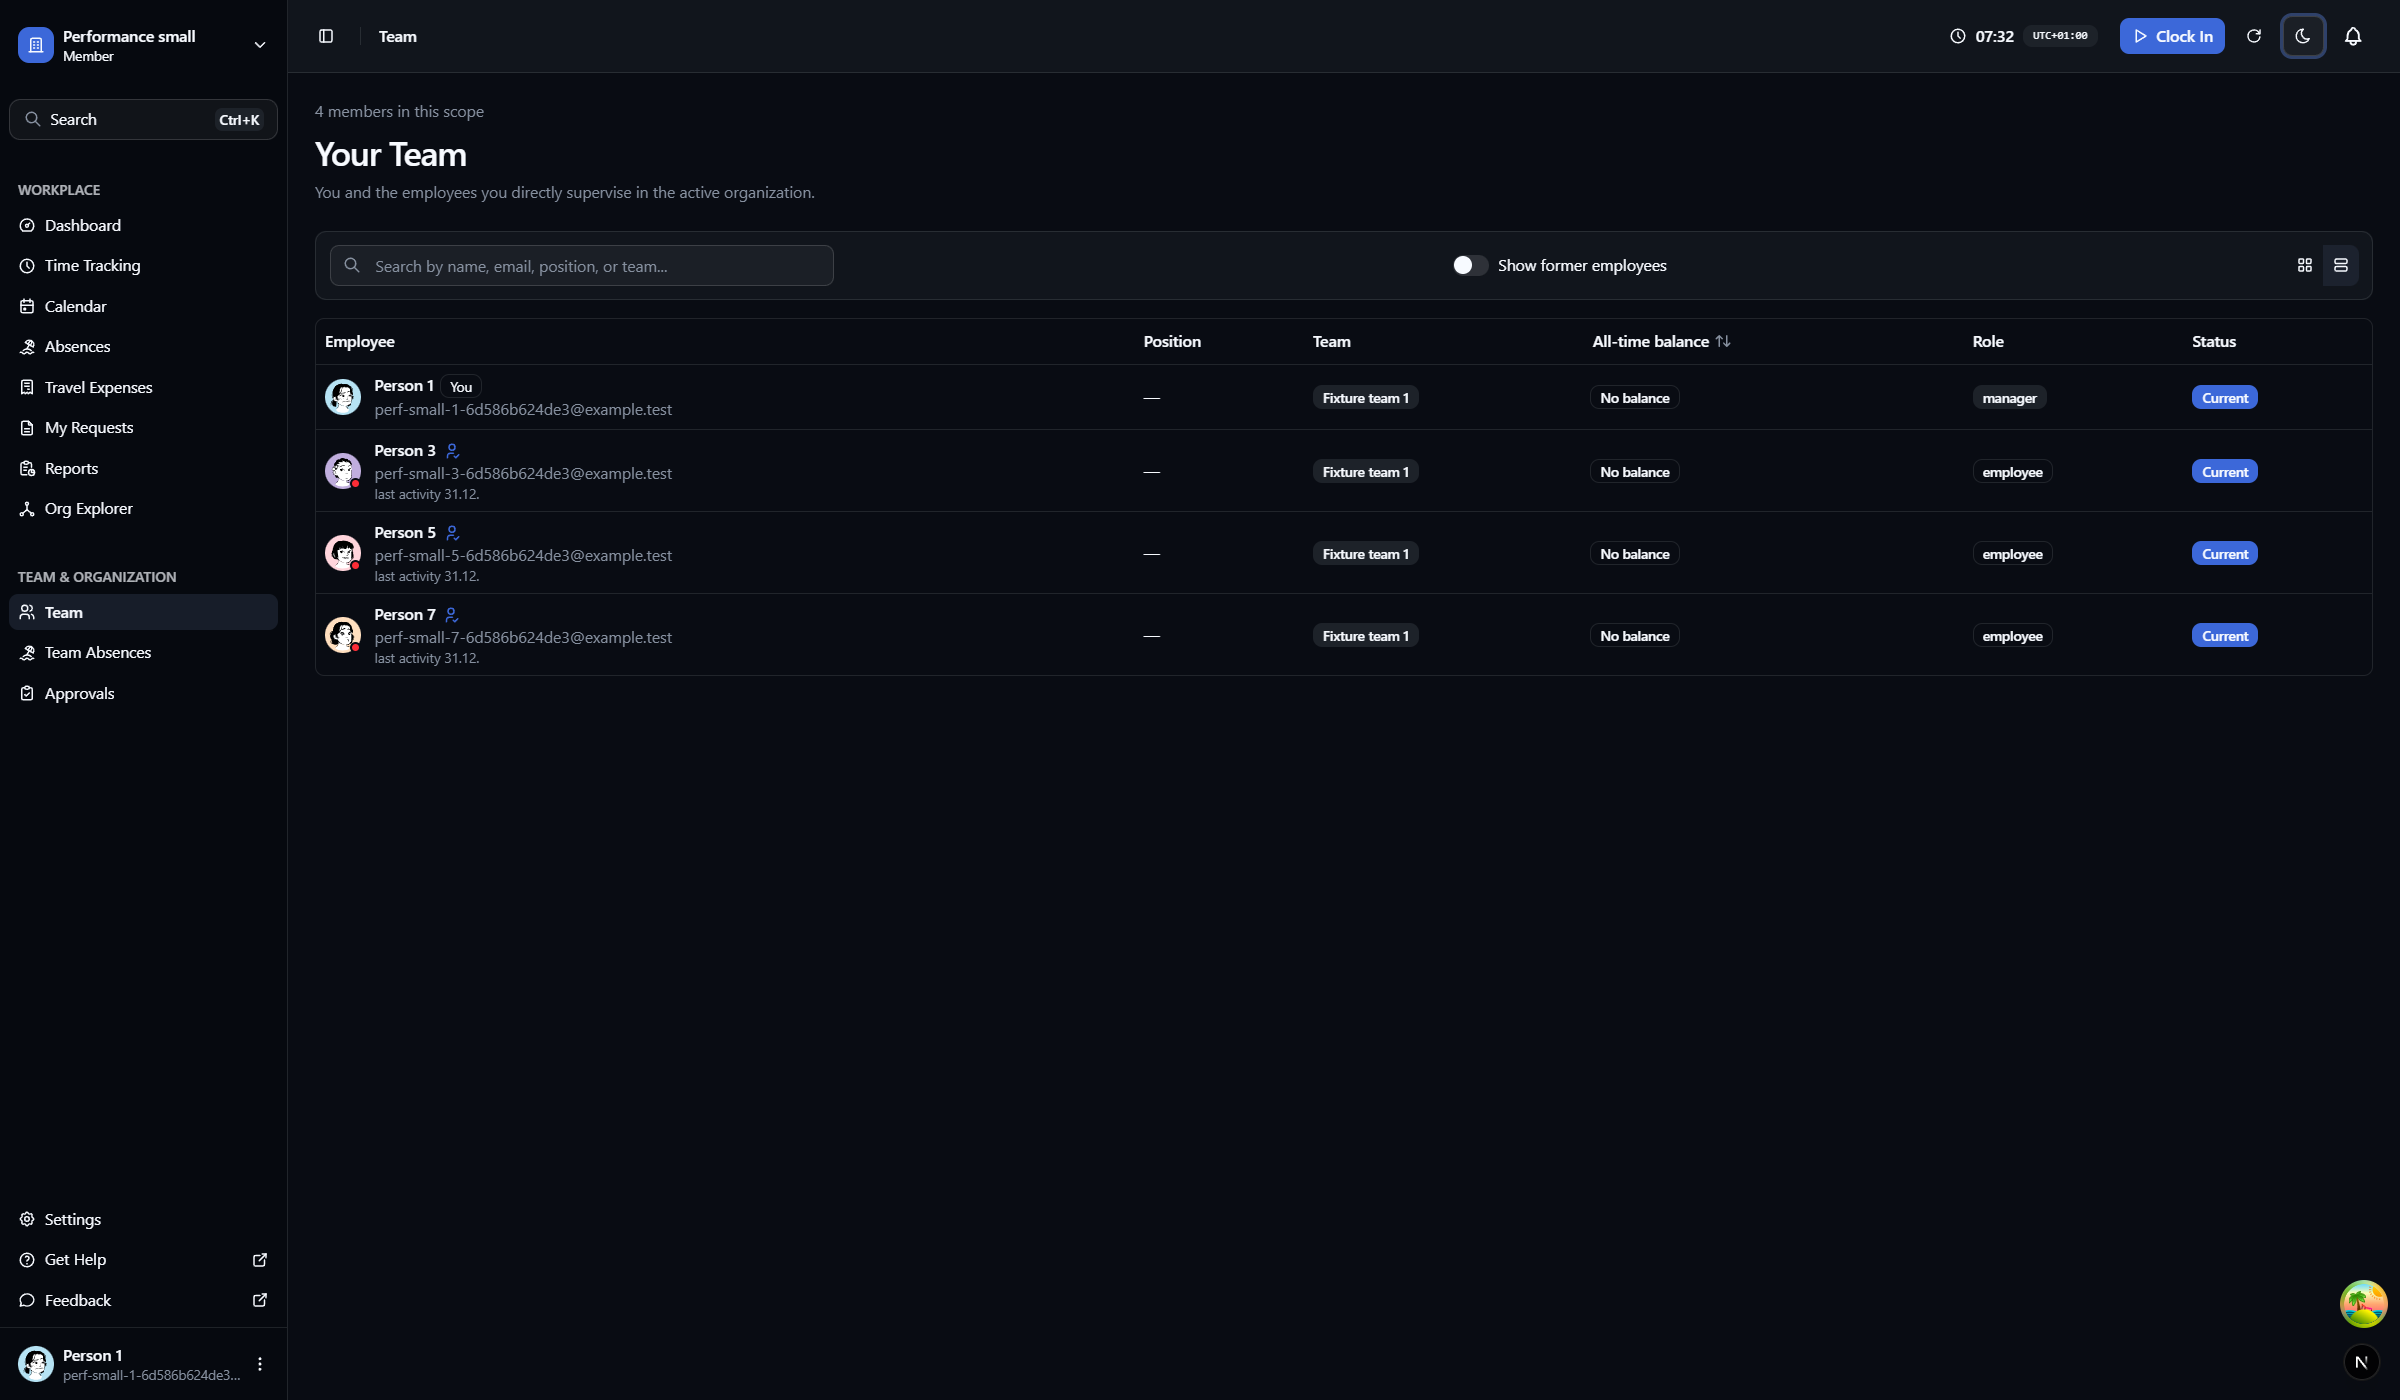 Performance small
Member
Search
Ctrl+K
WORKPLACE
Dashboard
Time Tracking
Calendar
Absences
Travel Expenses
My Requests
Reports
Org Explorer
TEAM & ORGANIZATION
Team
Team Absences
Approvals
Settings
Get Help
Feedback
Person 1
perf-small-1-6d586b624de3...
Team
07:32
UTC+01:00
Clock In
4 members in this scope
Your Team
You and the employees you directly supervise in the active organization.
Search by name, email, position, or team...
Show former employees
Employee Position Team All-time balance Role Status
Person 1 You
perf-small-1-6d586b624de3@example.test
— Fixture team 1 No balance manager Current
Person 3
perf-small-3-6d586b624de3@example.test
last activity 31.12.
— Fixture team 1 No balance employee Current
Person 5
perf-small-5-6d586b624de3@example.test
last activity 31.12.
— Fixture team 1 No balance employee Current
Person 7
perf-small-7-6d586b624de3@example.test
last activity 31.12.
— Fixture team 1 No balance employee Current
N